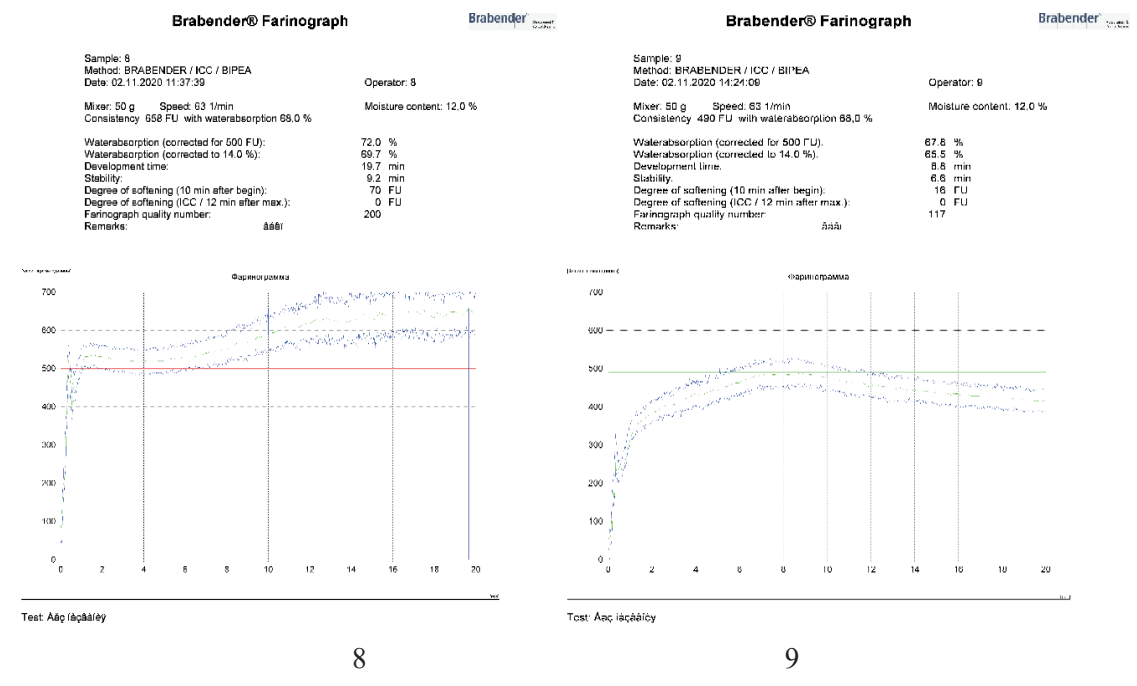 Brabender® Farinograph
Brabender®
Sample: 8
Method: BRABENDER / ICC / BIPEA
Date: 02.11.2020 11:37:39
Operator: 8
Mixer: 50 g Speed: 63 1/min
Moisture content: 12.0 %
Consistency 658 FU with waterabsorption 68,0 %
Waterabsorption (corrected for 500 FU): 72.0 %
Waterabsorption (corrected to 14.0 %): 69.7 %
Development time: 19.7 min
Stability: 9.2 min
Degree of softening (10 min after begin): 70 FU
Degree of softening (ICC / 12 min after max.): 0 FU
Farinograph quality number: 200
Remarks:
Фаринограмма
700
600
500
400
300
200
100
0
0 2 4 6 8 10 12 14 16 18 20
Test:
8
Brabender® Farinograph
Brabender®
Sample: 9
Method: BRABENDER / ICC / BIPEA
Date: 02.11.2020 14:24:09
Operator: 9
Mixer: 50 g Speed: 63 1/min
Moisture content: 12.0 %
Consistency 490 FU with waterabsorption 68,0 %
Waterabsorption (corrected for 500 FU): 67.8 %
Waterabsorption (corrected to 14.0 %): 65.5 %
Development time: 8.8 min
Stability: 6.6 min
Degree of softening (10 min after begin): 16 FU
Degree of softening (ICC / 12 min after max.): 0 FU
Farinograph quality number: 117
Remarks:
Фаринограмма
700
600
500
400
300
200
100
0
0 2 4 6 8 10 12 14 16 18 20
Test:
9